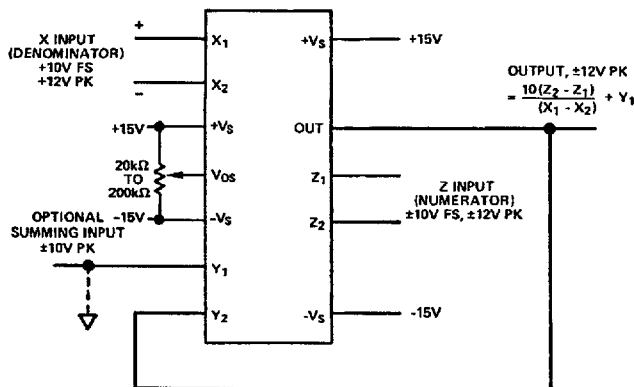 X INPUT
(DENOMINATOR)
+10V FS
+12V PK
+
−
X₁
X₂
+15V
+Vₛ
20kΩ
TO
200kΩ
V_OS
-15V
-Vₛ
OPTIONAL
SUMMING INPUT
±10V PK
Y₁
Y₂
+Vₛ
+15V
OUT
OUTPUT, ±12V PK
= 10(Z₂ - Z₁) / (X₁ - X₂) + Y₁
Z₁
Z₂
Z INPUT
(NUMERATOR)
±10V FS, ±12V PK
-Vₛ
-15V